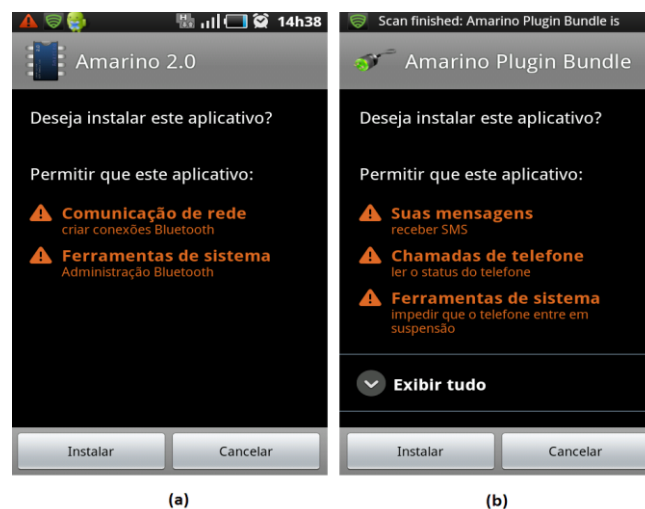 14h38
Amarino 2.0
Deseja instalar este aplicativo?
Permitir que este aplicativo:
Comunicação de rede
criar conexões Bluetooth
Ferramentas de sistema
Administração Bluetooth
Instalar
Cancelar
(a)
Scan finished: Amarino Plugin Bundle is
Amarino Plugin Bundle
Deseja instalar este aplicativo?
Permitir que este aplicativo:
Suas mensagens
receber SMS
Chamadas de telefone
ler o status do telefone
Ferramentas de sistema
impedir que o telefone entre em
suspensão
Exibir tudo
Instalar
Cancelar
(b)